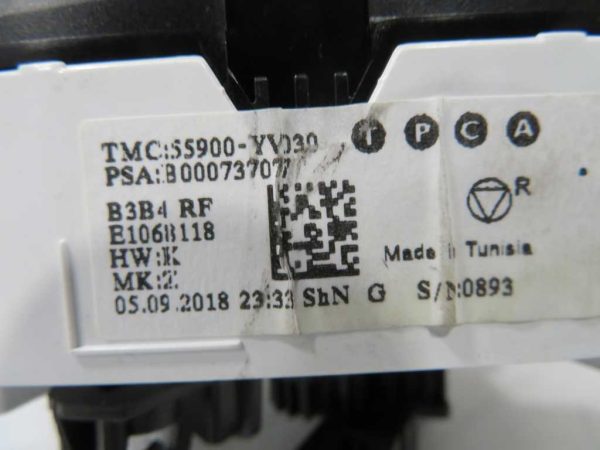 TMC:55900-YV030 T P C A
PSA:B000737077
B3B4 RF R
E106B118
HW:K Made in Tunisia
MK:2
05.09.2018 23:33 ShN G S/N:0893